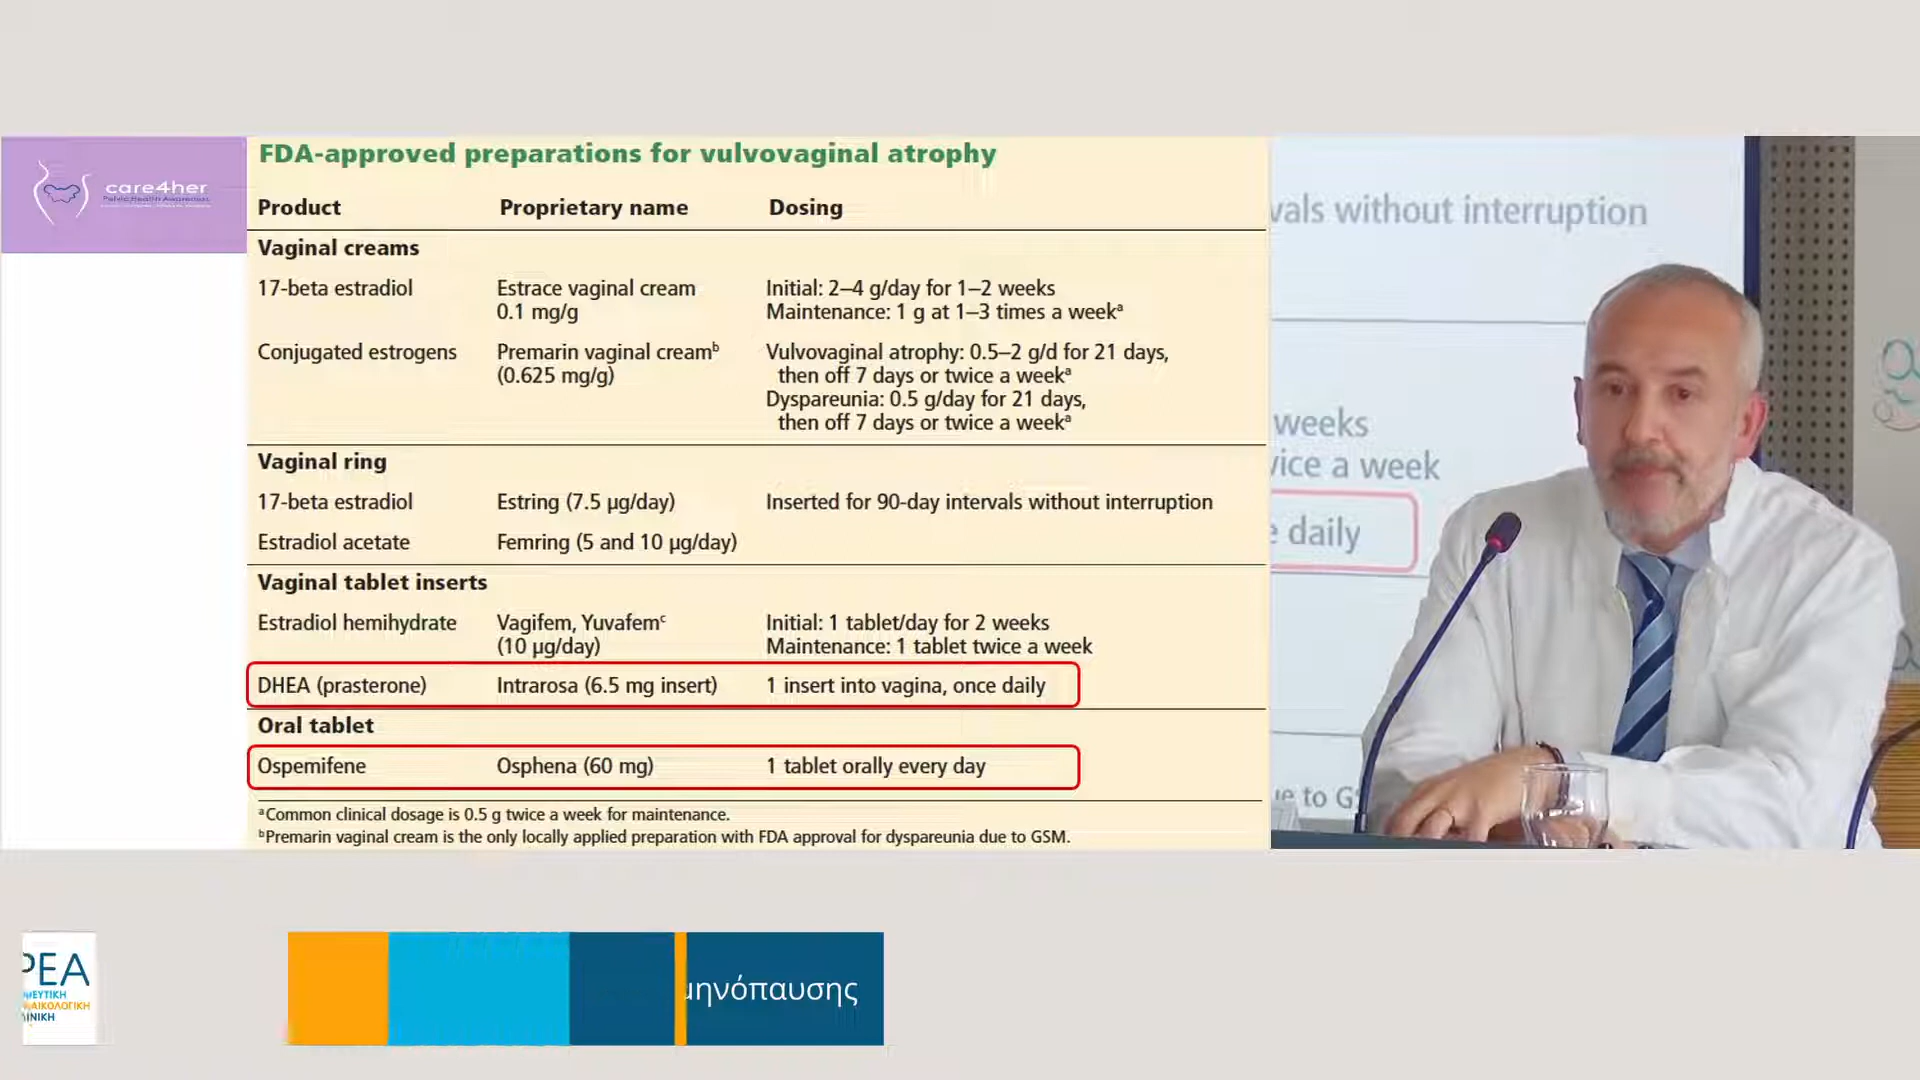 care4her
Pelvic Health Awareness
FDA-approved preparations for vulvovaginal atrophy
Product Proprietary name Dosing
Vaginal creams
17-beta estradiol Estrace vaginal cream Initial: 2–4 g/day for 1–2 weeks
0.1 mg/g Maintenance: 1 g at 1–3 times a weekᵃ
Conjugated estrogens Premarin vaginal creamᵇ Vulvovaginal atrophy: 0.5–2 g/d for 21 days,
(0.625 mg/g) then off 7 days or twice a weekᵃ
Dyspareunia: 0.5 g/day for 21 days,
then off 7 days or twice a weekᵃ
Vaginal ring
17-beta estradiol Estring (7.5 µg/day) Inserted for 90-day intervals without interruption
Estradiol acetate Femring (5 and 10 µg/day)
Vaginal tablet inserts
Estradiol hemihydrate Vagifem, Yuvafemᶜ Initial: 1 tablet/day for 2 weeks
(10 µg/day) Maintenance: 1 tablet twice a week
DHEA (prasterone) Intrarosa (6.5 mg insert) 1 insert into vagina, once daily
Oral tablet
Ospemifene Osphena (60 mg) 1 tablet orally every day
ᵃCommon clinical dosage is 0.5 g twice a week for maintenance.
ᵇPremarin vaginal cream is the only locally applied preparation with FDA approval for dyspareunia due to GSM.
vals without interruption
weeks
vice a week
daily
to G
ΡΕΑ
ΜΕΥΤΙΚΗ
ΑΙΚΟΛΟΓΙΚΗ
ΙΝΙΚΗ
μηνόπαυσης